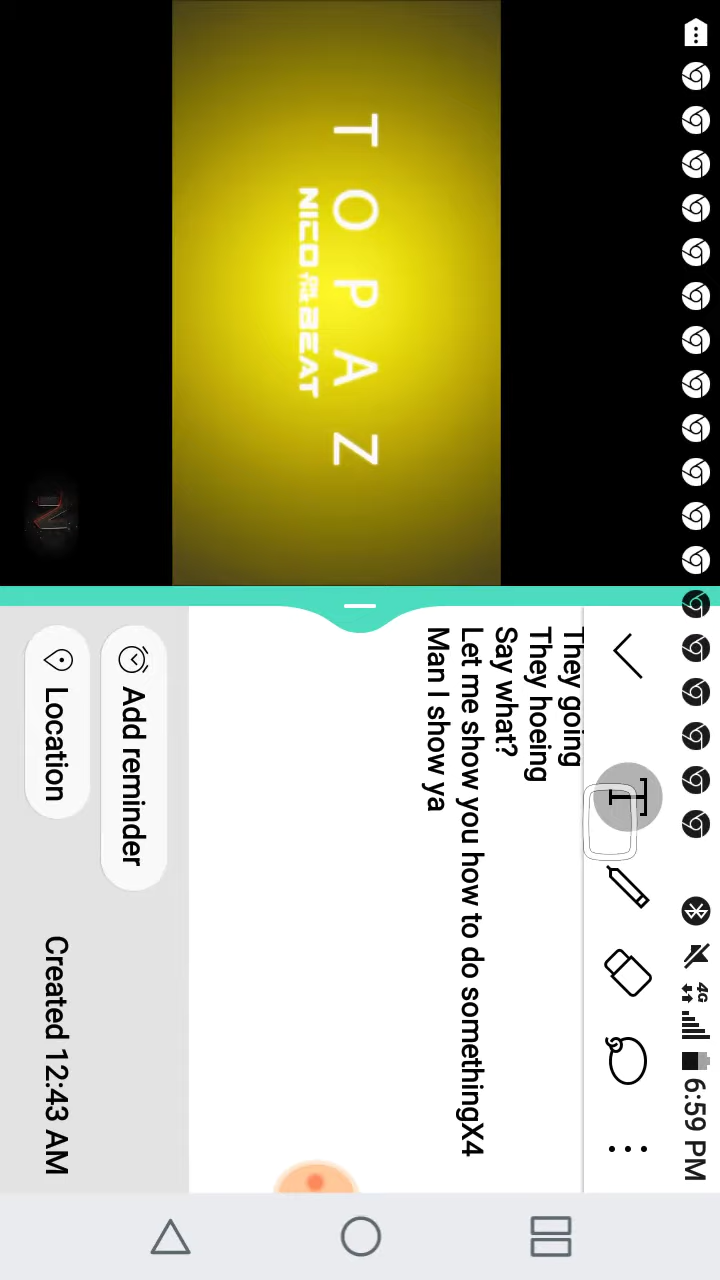 6:59 PM
4G
T O P A Z
NICO BEAT
N
They going
They hoeing
Say what?
Let me show you how to do somethingX4
Man I show ya
Add reminder
Location
Created 12:43 AM